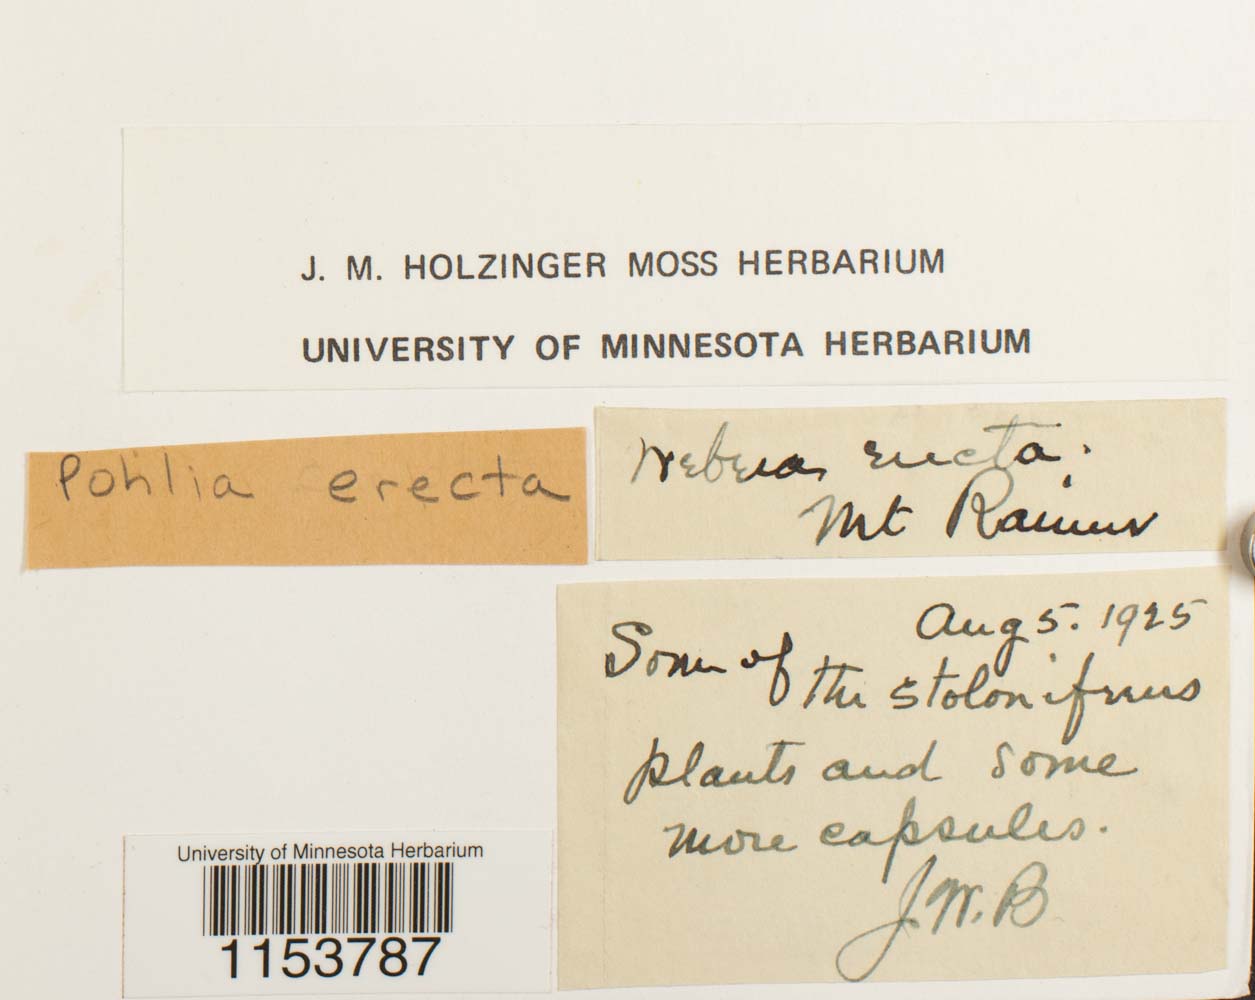 J. M. HOLZINGER MOSS HERBARIUM
UNIVERSITY OF MINNESOTA HERBARIUM
Pohlia erecta
Webera erecta.
Mt Rainier
Aug 5. 1925
Some of
the stoloniferous
plants and some
more capsules.
J.W.B
University of Minnesota Herbarium
1153787